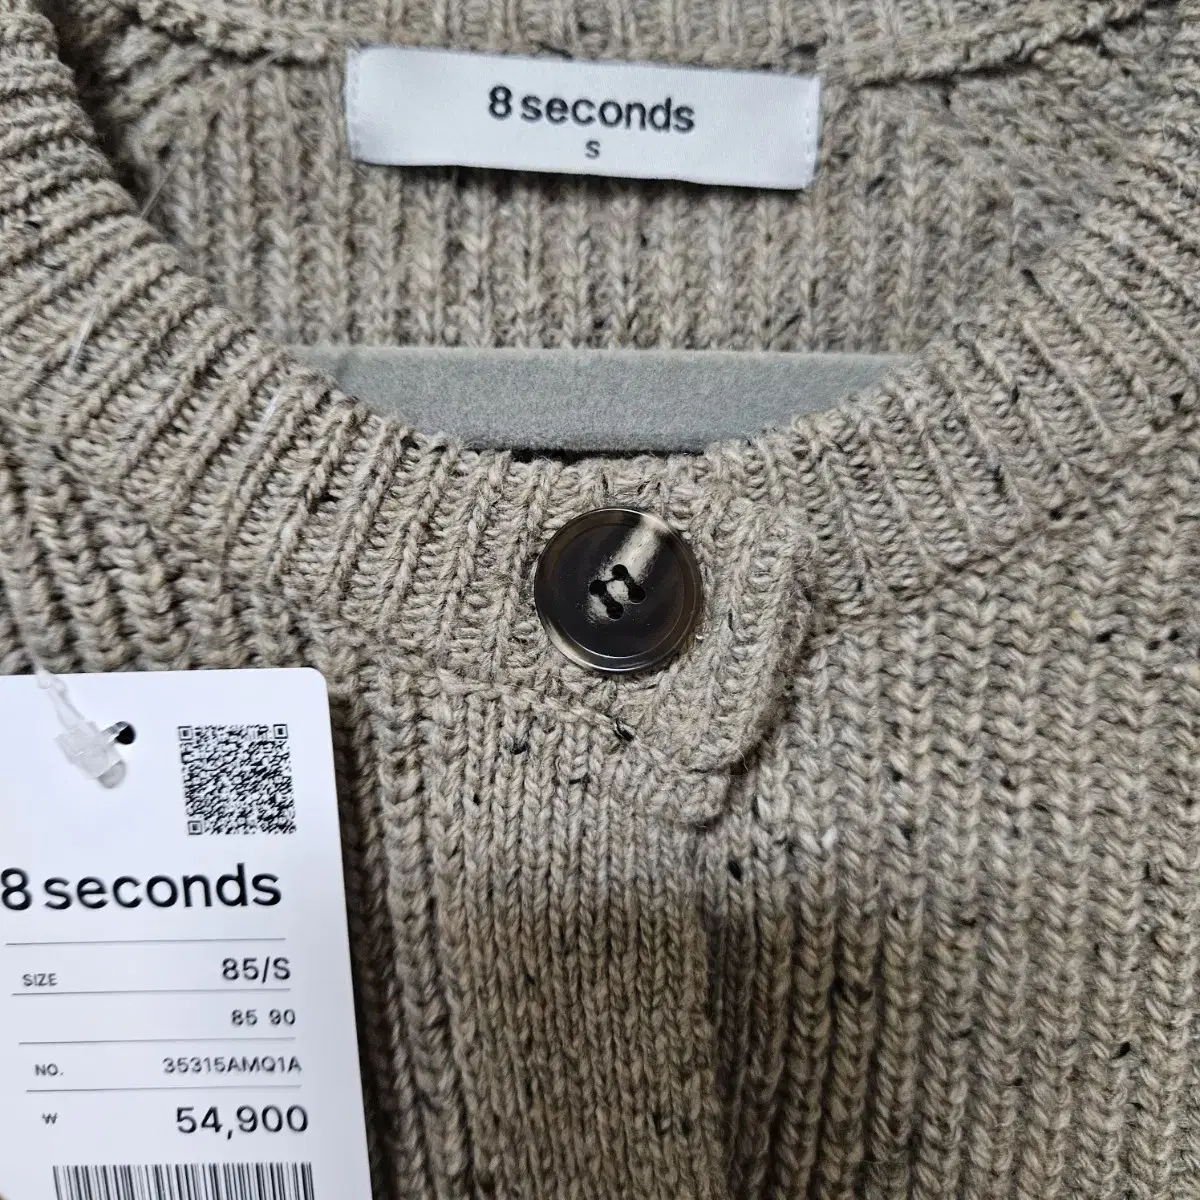 8 seconds
S
8 seconds
SIZE 85/S
85 90
NO. 35315AMQ1A
₩ 54,900